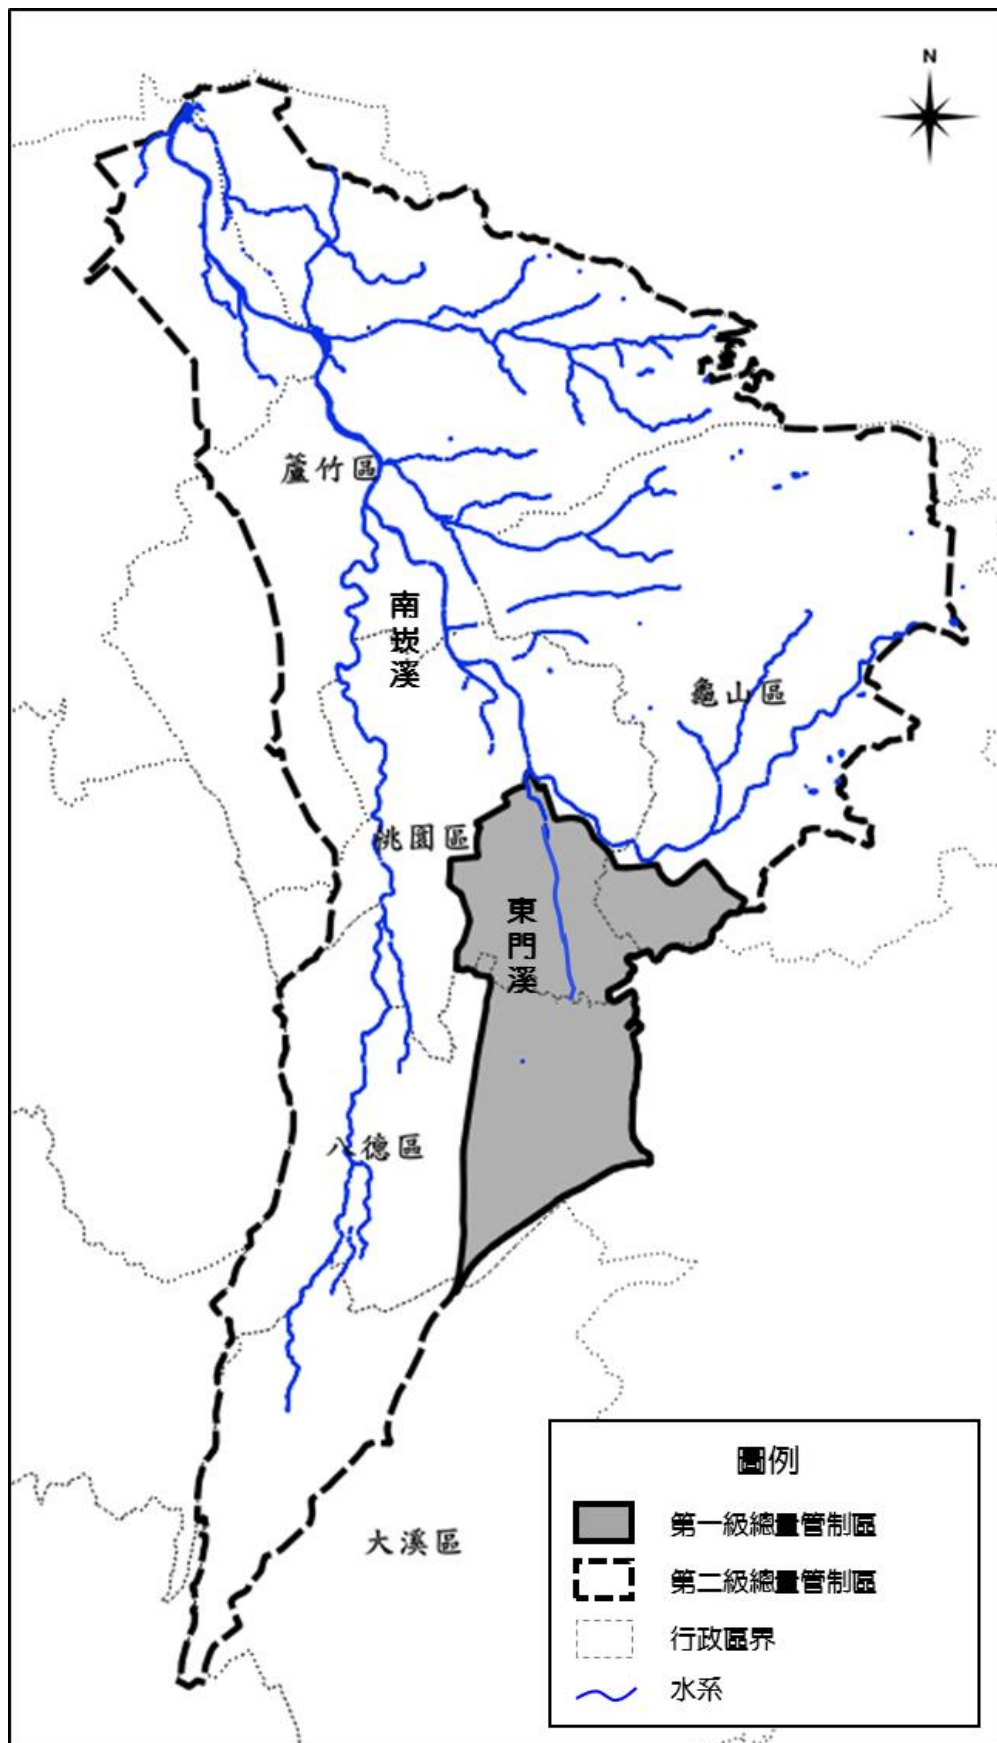 N
蘆竹區
南崁溪
龜山區
桃園區
東門溪
八德區
大溪區
圖例
第一級總量管制區
第二級總量管制區
行政區界
水系